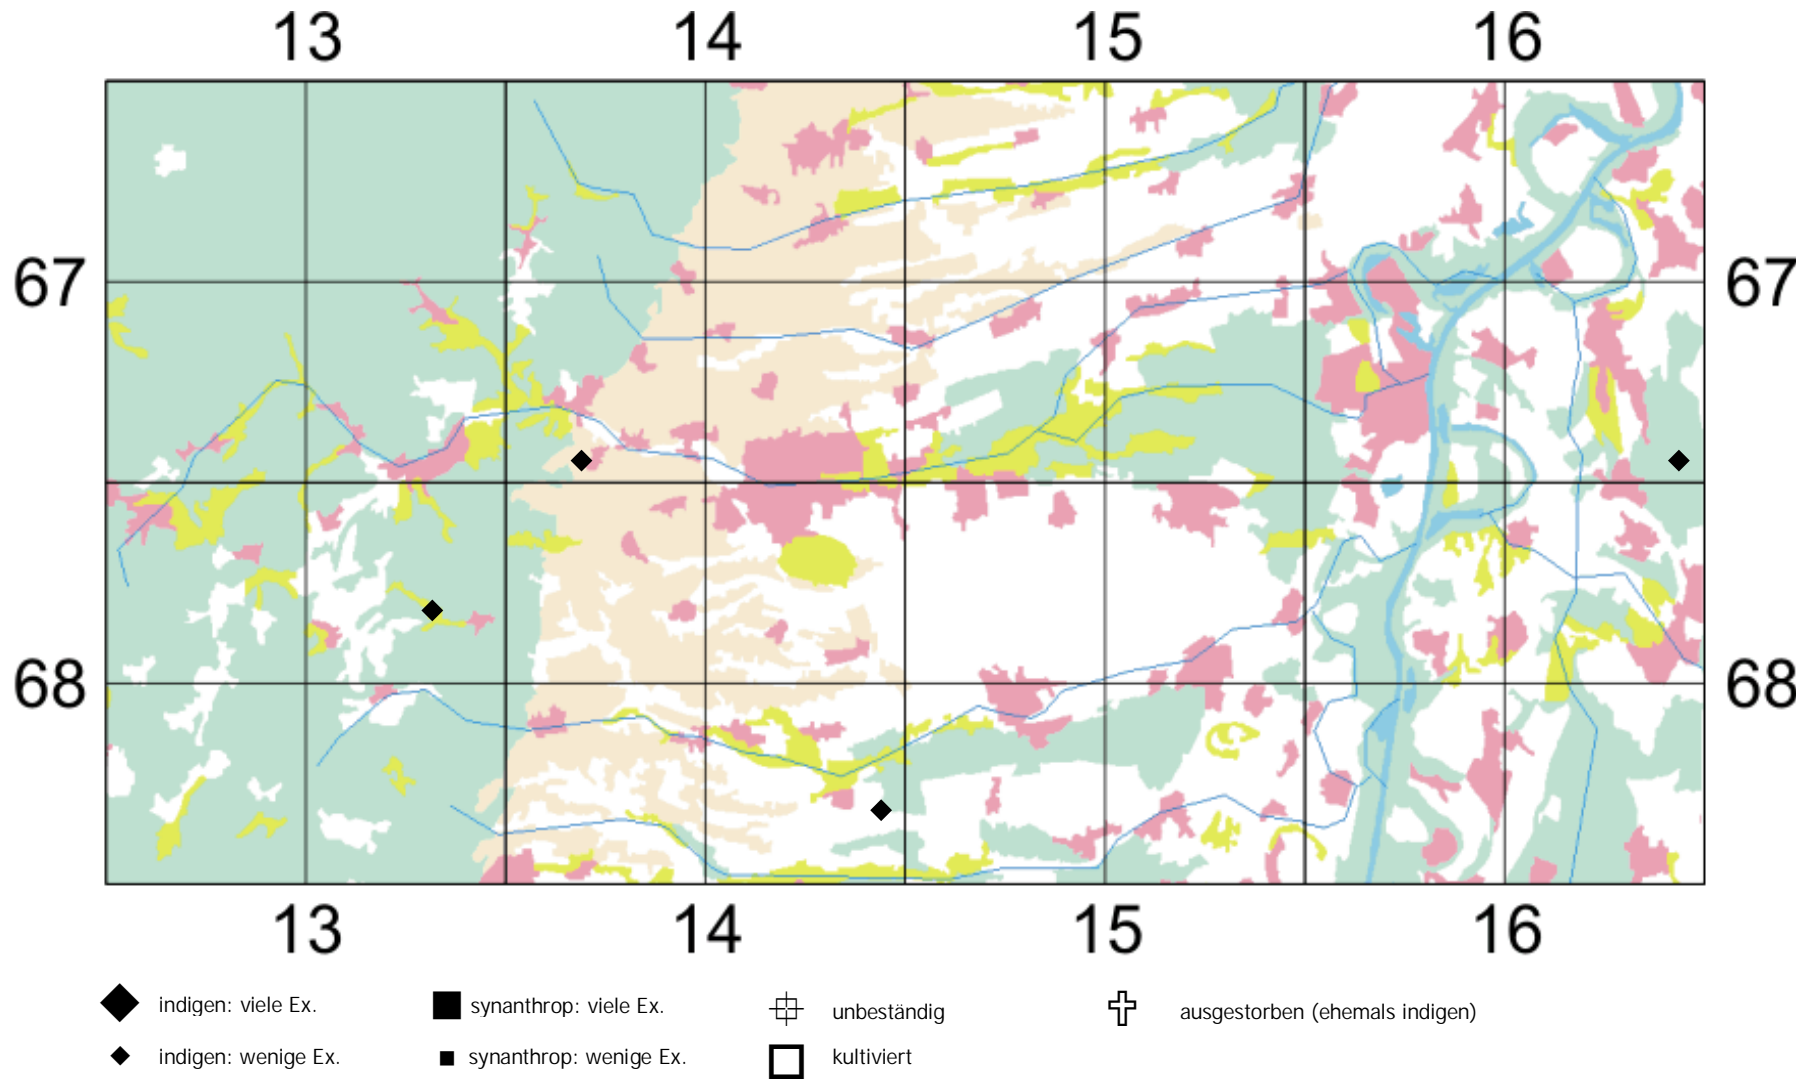 13 14 15 16
67 67
68 68
13 14 15 16
indigen: viele Ex. synanthrop: viele Ex. unbeständig ausgestorben (ehemals indigen)
indigen: wenige Ex. synanthrop: wenige Ex. kultiviert